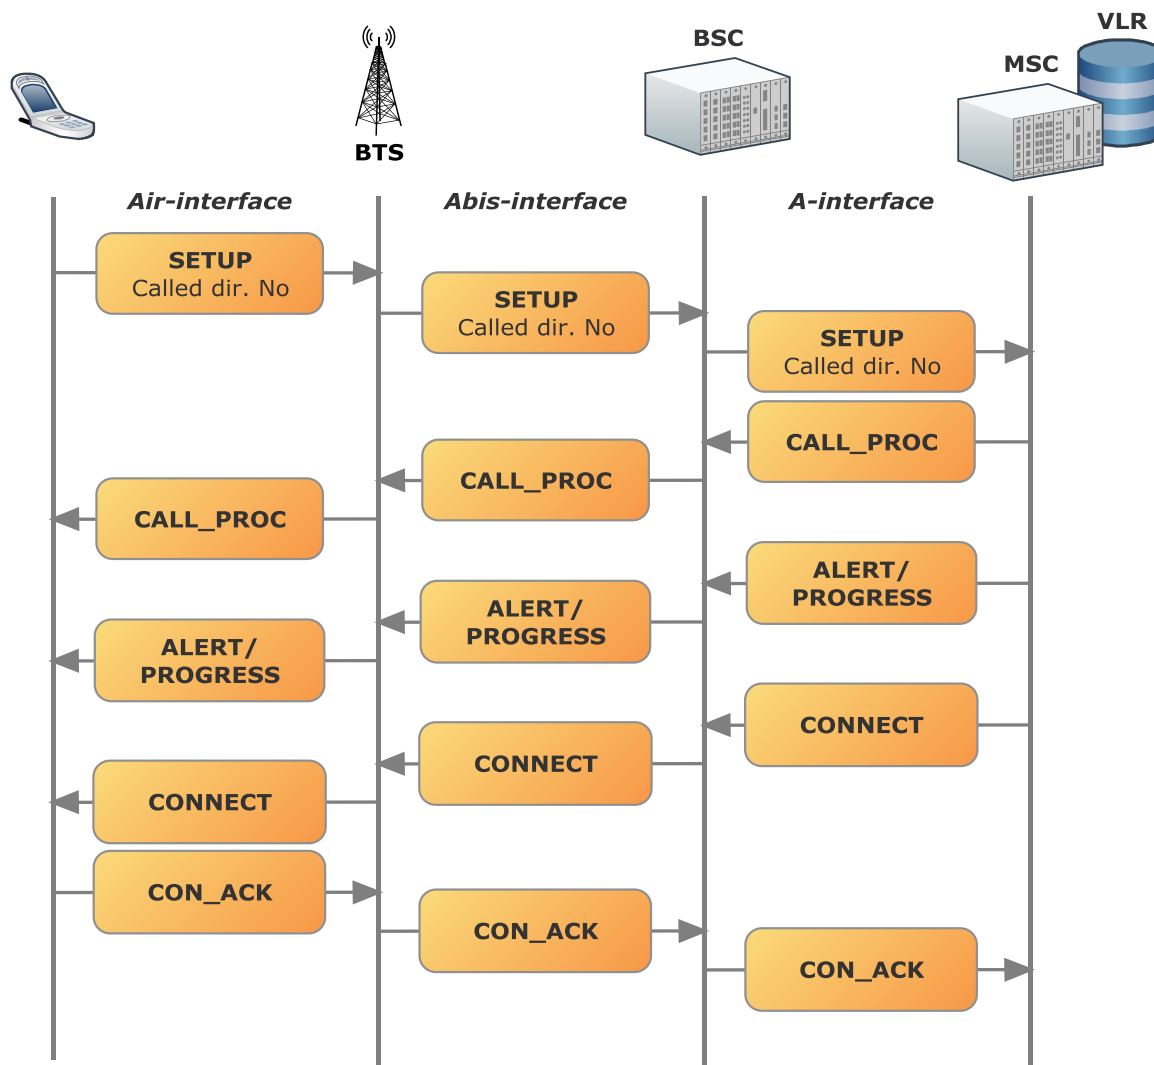 VLR
BSC
MSC
BTS
Air-interface
Abis-interface
A-interface
SETUP
Called dir. No
SETUP
Called dir. No
SETUP
Called dir. No
CALL_PROC
CALL_PROC
CALL_PROC
ALERT/
PROGRESS
ALERT/
PROGRESS
ALERT/
PROGRESS
CONNECT
CONNECT
CONNECT
CON_ACK
CON_ACK
CON_ACK